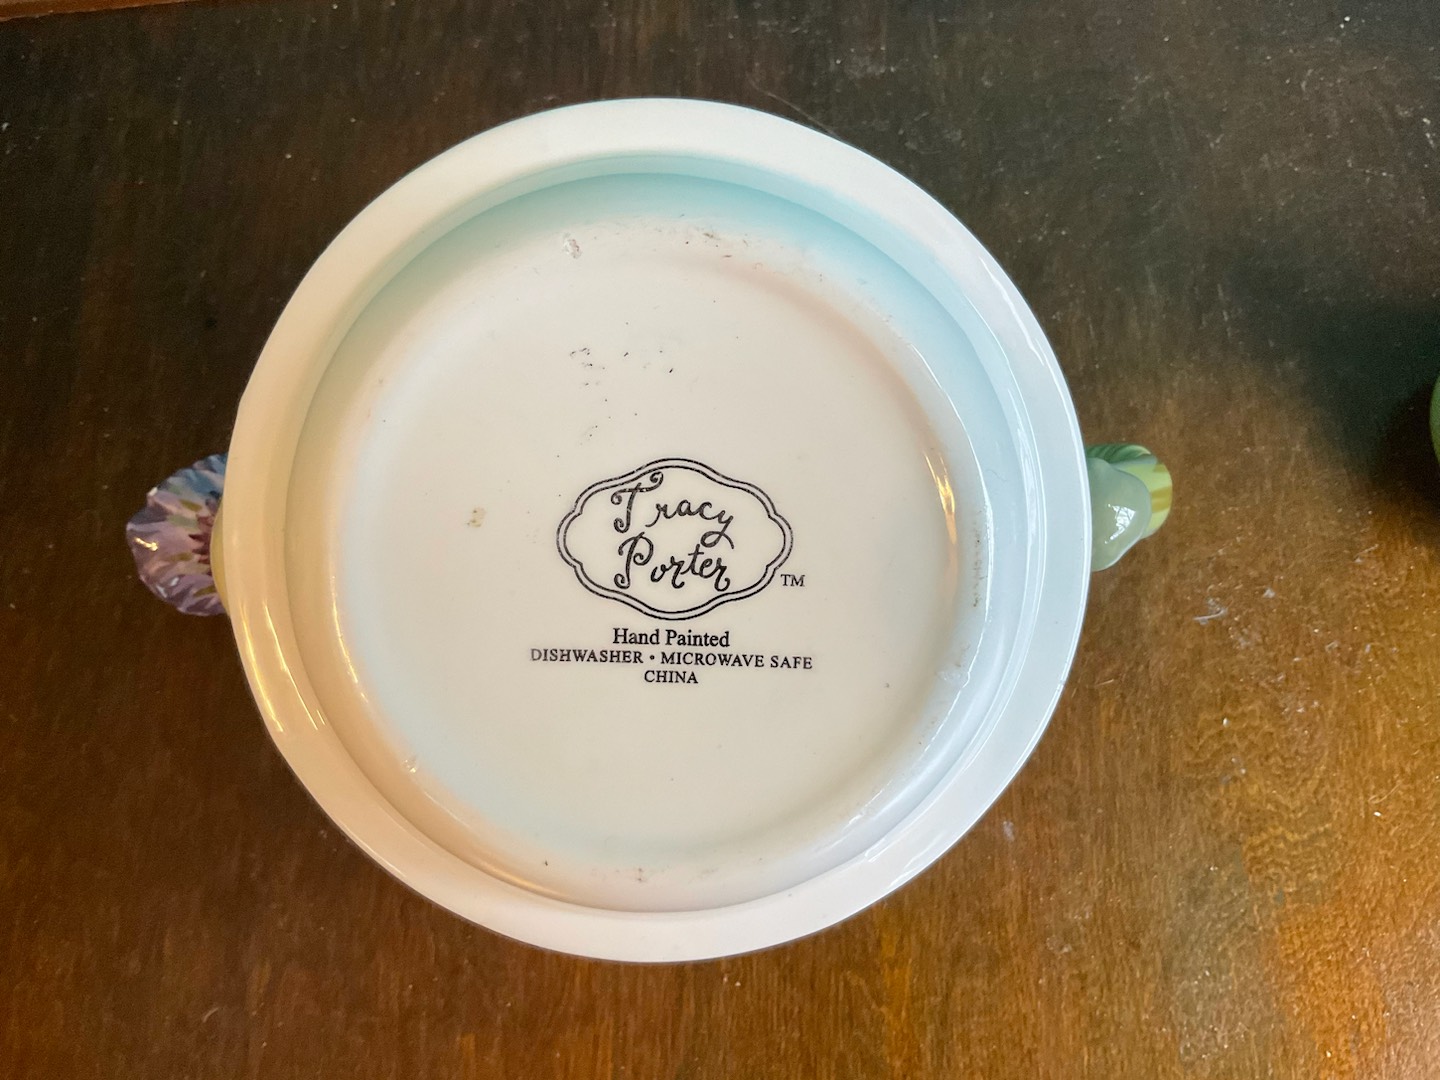 Tracy
Porter
TM
Hand Painted
DISHWASHER • MICROWAVE SAFE
CHINA